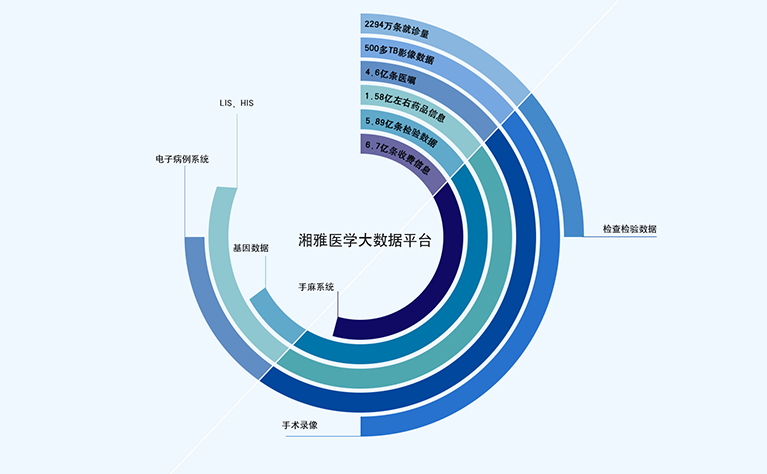 2294万条就诊量
500多TB影像数据
4.6亿条医嘱
1.58亿左右药品信息
5.89亿条检验数据
6.7亿条收费信息
LIS、HIS
电子病例系统
基因数据
手麻系统
湘雅医学大数据平台
检查检验数据
手术录像